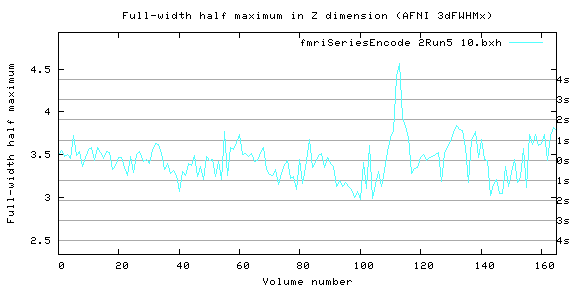 Full-width half maximum in Z dimension (AFNI 3dFWHMx)
fmriSeriesEncode 2Run5 10.bxh
Full-width half maximum
4.5
4
3.5
3
2.5
4s
3s
2s
1s
0s
1s
2s
3s
4s
0 20 40 60 80 100 120 140 160
Volume number